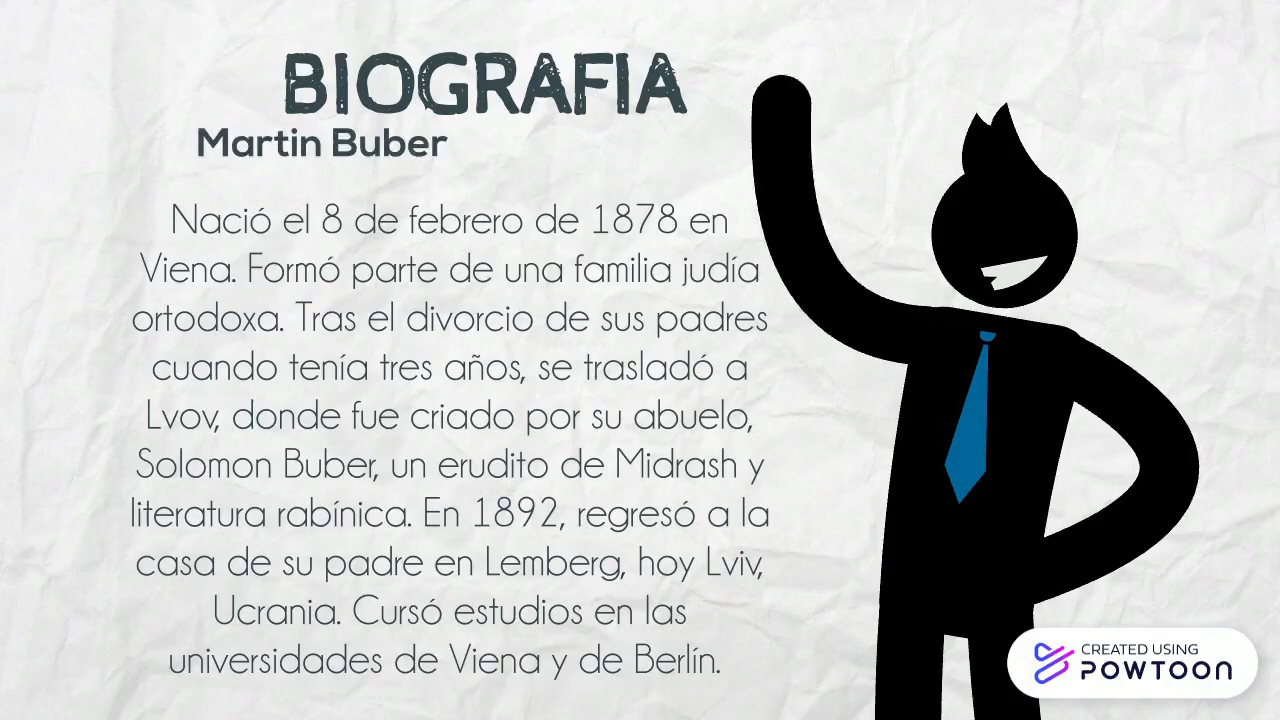 BIOGRAFIA
Martin Buber
Nació el 8 de febrero de 1878 en
Viena. Formó parte de una familia judía
ortodoxa. Tras el divorcio de sus padres
cuando tenía tres años, se trasladó a
Lvov, donde fue criado por su abuelo,
Solomon Buber, un erudito de Midrash y
literatura rabínica. En 1892, regresó a la
casa de su padre en Lemberg, hoy Lviv,
Ucrania. Cursó estudios en las
universidades de Viena y de Berlín.
CREATED USING
POWTOON